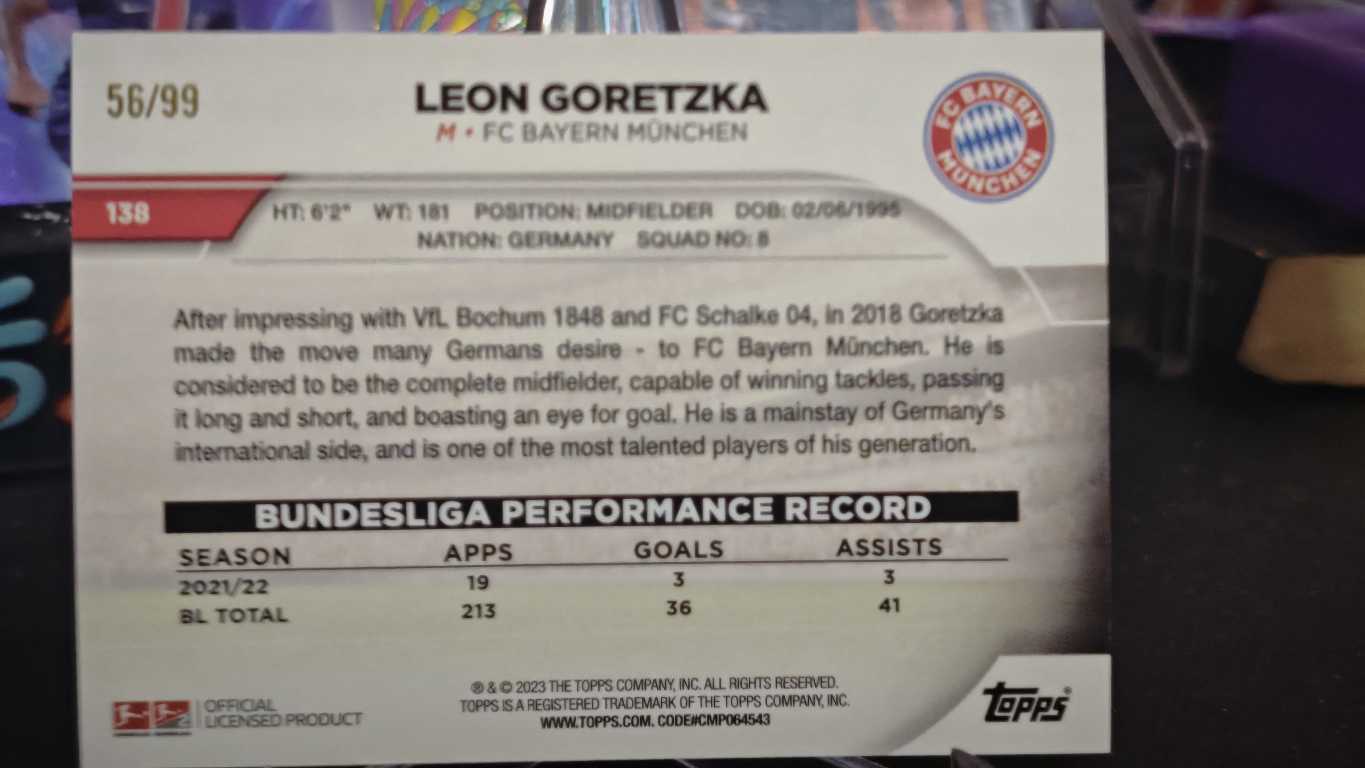 56/99
LEON GORETZKA
M • FC BAYERN MÜNCHEN
FC BAYERN
MÜNCHEN
138
HT: 6'2" WT: 181 POSITION: MIDFIELDER DOB: 02/06/1995
NATION: GERMANY SQUAD NO: 8
After impressing with VfL Bochum 1848 and FC Schalke 04, in 2018 Goretzka
made the move many Germans desire - to FC Bayern München. He is
considered to be the complete midfielder, capable of winning tackles, passing
it long and short, and boasting an eye for goal. He is a mainstay of Germany's
international side, and is one of the most talented players of his generation.
BUNDESLIGA PERFORMANCE RECORD
SEASON APPS GOALS ASSISTS
2021/22 19 3 3
BL TOTAL 213 36 41
OFFICIAL
LICENSED PRODUCT
® & © 2023 THE TOPPS COMPANY, INC. ALL RIGHTS RESERVED.
TOPPS IS A REGISTERED TRADEMARK OF THE TOPPS COMPANY, INC.
WWW.TOPPS.COM. CODE#CMP064543
Topps®